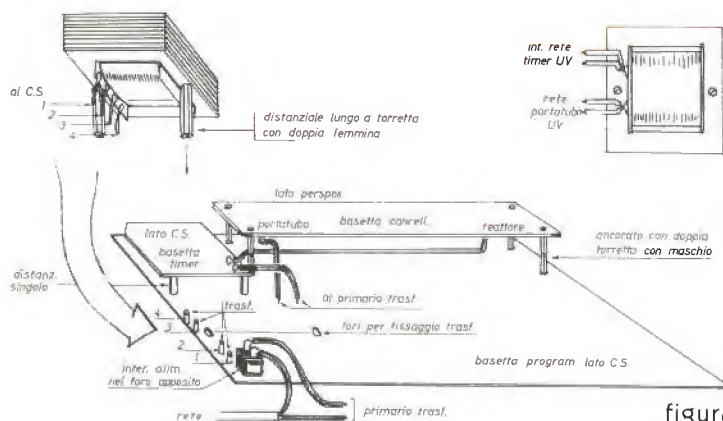 al C.S.
1
2
3
4
distanziale lungo a torretta
con doppia femmina
int. rete
timer UV
rete
portatubi
UV
lato perspex
lato C.S.
portatubo
basetta cancell.
reattore
basetta
timer
ancorato con doppia
torretta con maschio
distanz.
singolo
al primario trasf.
4
trasf.
3
fori per fissaggio trasf.
2
1
inter. alim.
nel foro apposito
basetta program lato C.S.
rete
primario trasf.
figura